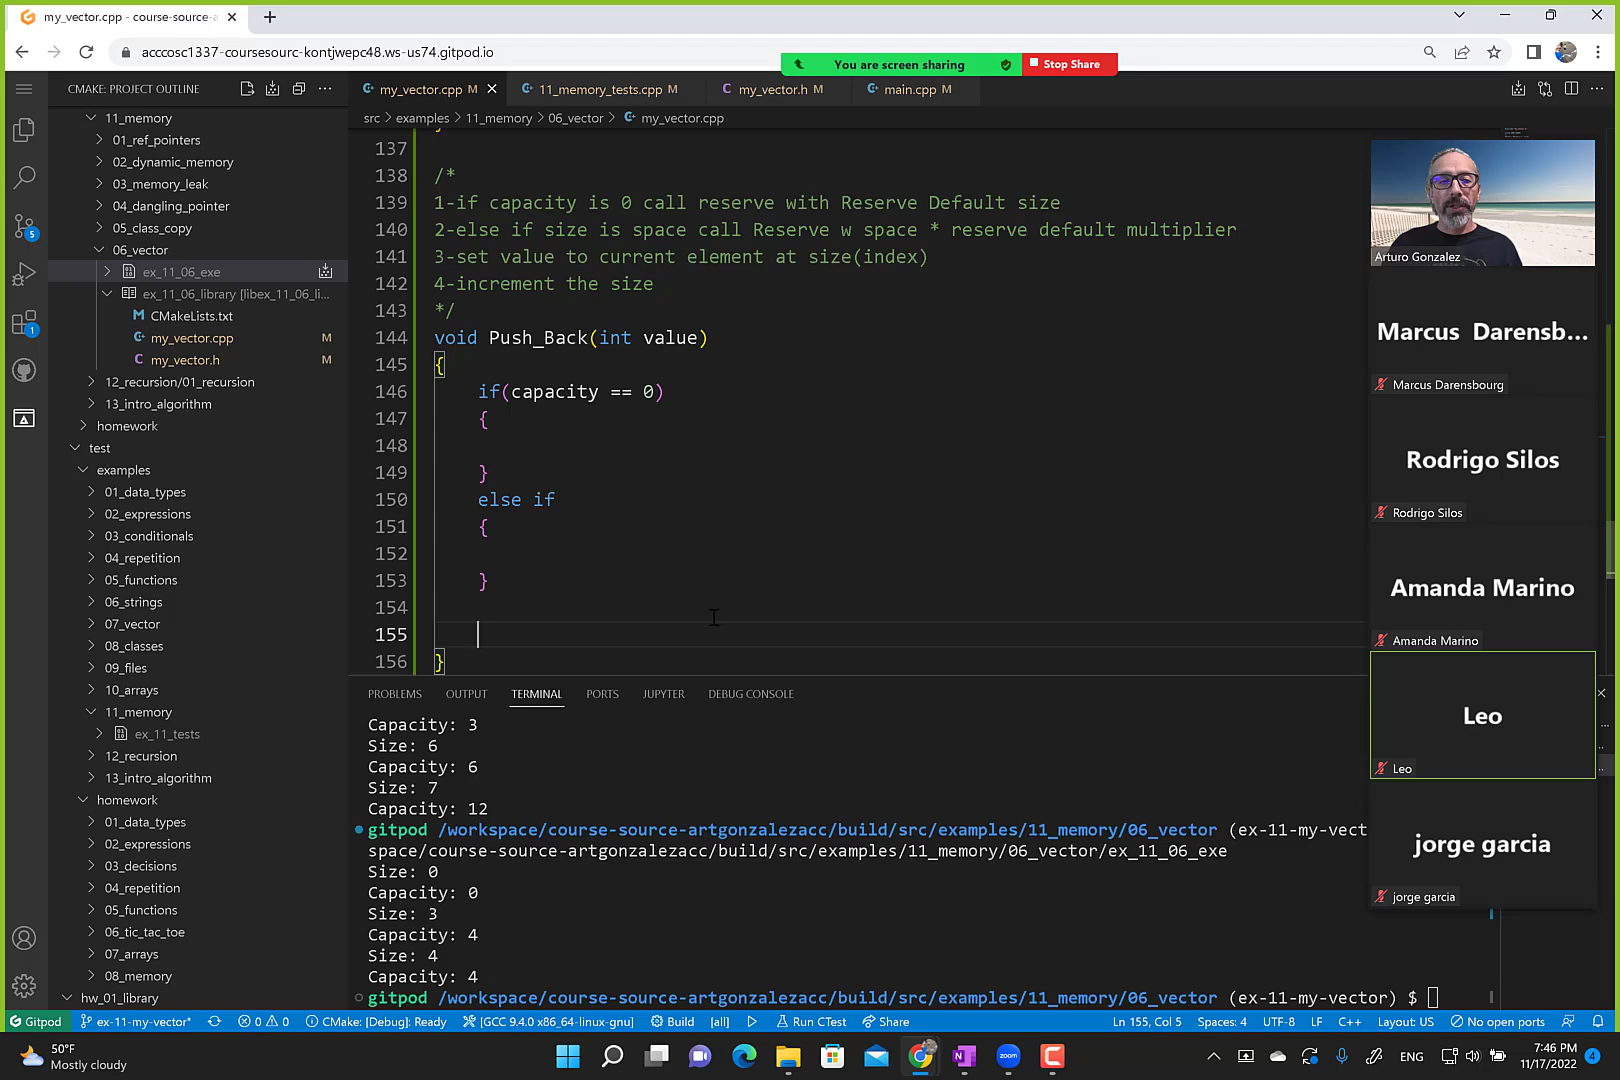 my_vector.cpp - course-source-a
acccosc1337-coursesourc-kontjwepc48.ws-us74.gitpod.io
You are screen sharing
Stop Share
CMAKE: PROJECT OUTLINE
my_vector.cpp M
11_memory_tests.cpp M
my_vector.h M
main.cpp M
src > examples > 11_memory > 06_vector > my_vector.cpp
11_memory
01_ref_pointers
02_dynamic_memory
03_memory_leak
04_dangling_pointer
05_class_copy
06_vector
ex_11_06_exe
ex_11_06_library [libex_11_06_li...
CMakeLists.txt
my_vector.cpp M
my_vector.h M
12_recursion/01_recursion
13_intro_algorithm
homework
test
examples
01_data_types
02_expressions
03_conditionals
04_repetition
05_functions
06_strings
07_vector
08_classes
09_files
10_arrays
11_memory
ex_11_tests
12_recursion
13_intro_algorithm
homework
01_data_types
02_expressions
03_decisions
04_repetition
05_functions
06_tic_tac_toe
07_arrays
08_memory
hw_01_library
5
1
137
138 /*
139 1-if capacity is 0 call reserve with Reserve Default size
140 2-else if size is space call Reserve w space * reserve default multiplier
141 3-set value to current element at size(index)
142 4-increment the size
143 */
144 void Push_Back(int value)
145 {
146 if(capacity == 0)
147 {
148
149 }
150 else if
151 {
152
153 }
154
155
156 }
PROBLEMS OUTPUT TERMINAL PORTS JUPYTER DEBUG CONSOLE
Capacity: 3
Size: 6
Capacity: 6
Size: 7
Capacity: 12
gitpod /workspace/course-source-artgonzalezacc/build/src/examples/11_memory/06_vector (ex-11-my-vect
space/course-source-artgonzalezacc/build/src/examples/11_memory/06_vector/ex_11_06_exe
Size: 0
Capacity: 0
Size: 3
Capacity: 4
Size: 4
Capacity: 4
gitpod /workspace/course-source-artgonzalezacc/build/src/examples/11_memory/06_vector (ex-11-my-vector) $
Arturo Gonzalez
Marcus Darensb...
Marcus Darensbourg
Rodrigo Silos
Rodrigo Silos
Amanda Marino
Amanda Marino
Leo
Leo
jorge garcia
jorge garcia
Gitpod ex-11-my-vector* 0 0 CMake: [Debug]: Ready [GCC 9.4.0 x86_64-linux-gnu] Build [all] Run CTest Share Ln 155, Col 5 Spaces: 4 UTF-8 LF C++ Layout: US No open ports
50°F
Mostly cloudy
zoom
ENG
7:46 PM
11/17/2022
4